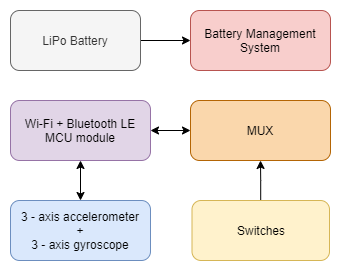 LiPo Battery
Battery Management
System
Wi-Fi + Bluetooth LE
MCU module
MUX
3 - axis accelerometer
+
3 - axis gyroscope
Switches